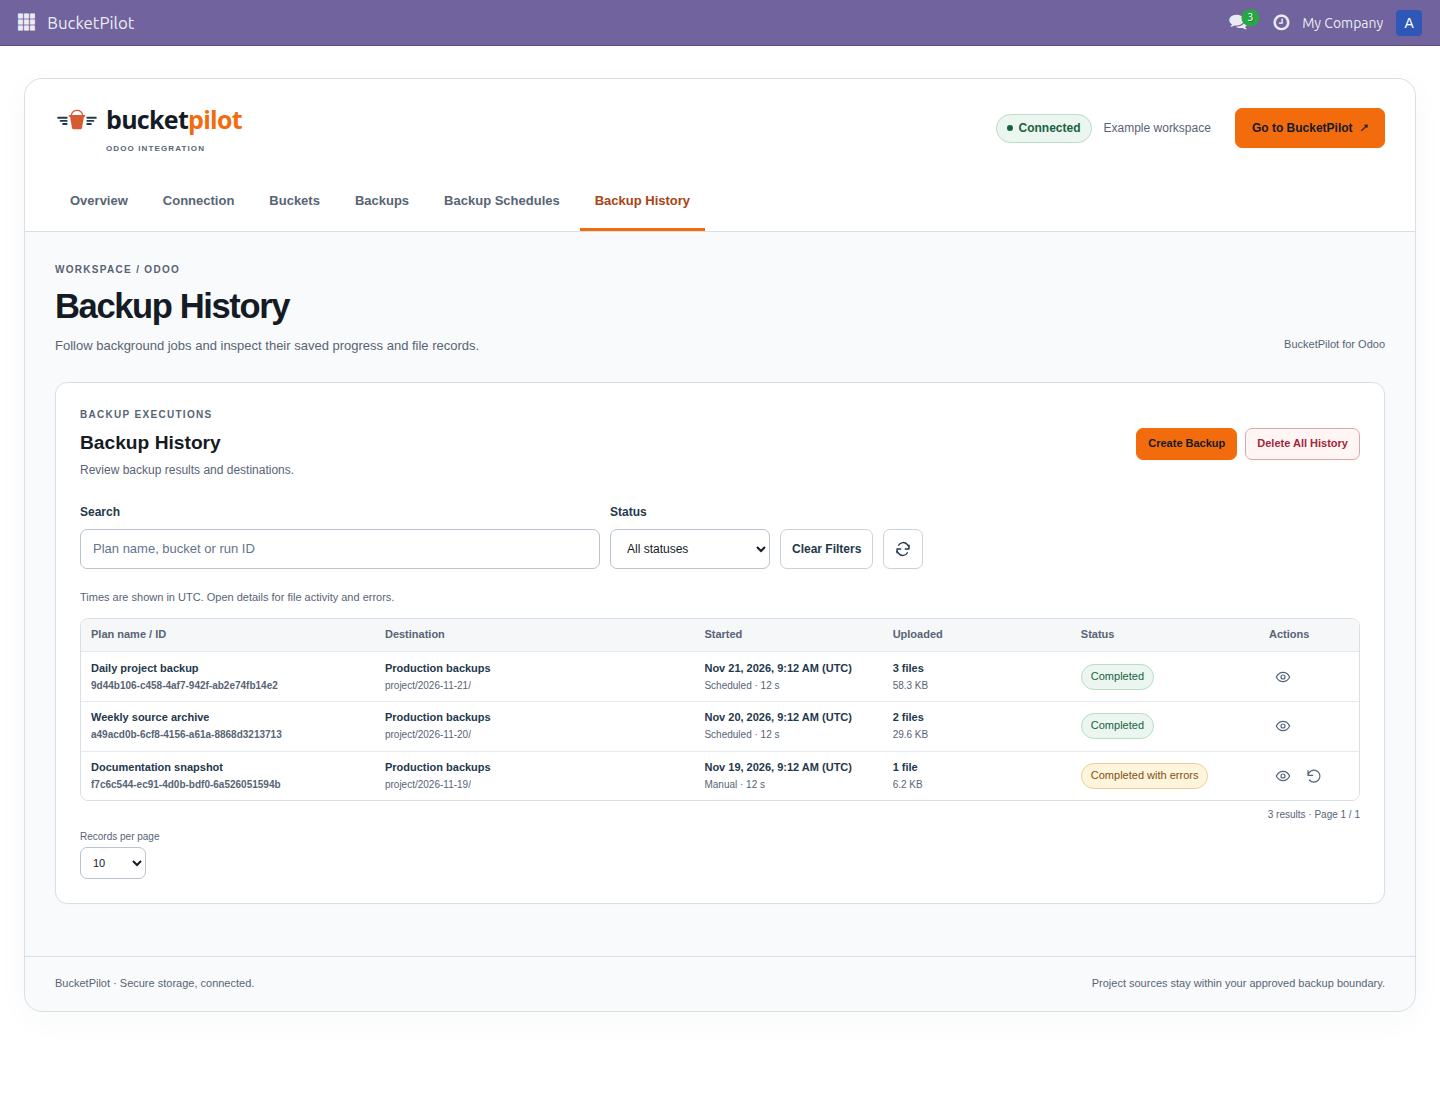 BucketPilot
3
My Company
A
bucketpilot
ODOO INTEGRATION
Connected
Example workspace
Go to BucketPilot ↗
Overview
Connection
Buckets
Backups
Backup Schedules
Backup History
WORKSPACE / ODOO
Backup History
Follow background jobs and inspect their saved progress and file records.
BucketPilot for Odoo
BACKUP EXECUTIONS
Backup History
Review backup results and destinations.
Create Backup
Delete All History
Search
Status
Plan name, bucket or run ID
All statuses
Clear Filters
Times are shown in UTC. Open details for file activity and errors.
Plan name / ID
Destination
Started
Uploaded
Status
Actions
Daily project backup
9d44b106-c458-4af7-942f-ab2e74fb14e2
Production backups
project/2026-11-21/
Nov 21, 2026, 9:12 AM (UTC)
Scheduled · 12 s
3 files
58.3 KB
Completed
Weekly source archive
a49acd0b-6cf8-4156-a61a-8868d3213713
Production backups
project/2026-11-20/
Nov 20, 2026, 9:12 AM (UTC)
Scheduled · 12 s
2 files
29.6 KB
Completed
Documentation snapshot
f7c6c544-ec91-4d0b-bdf0-6a526051594b
Production backups
project/2026-11-19/
Nov 19, 2026, 9:12 AM (UTC)
Manual · 12 s
1 file
6.2 KB
Completed with errors
3 results · Page 1 / 1
Records per page
10
BucketPilot · Secure storage, connected.
Project sources stay within your approved backup boundary.